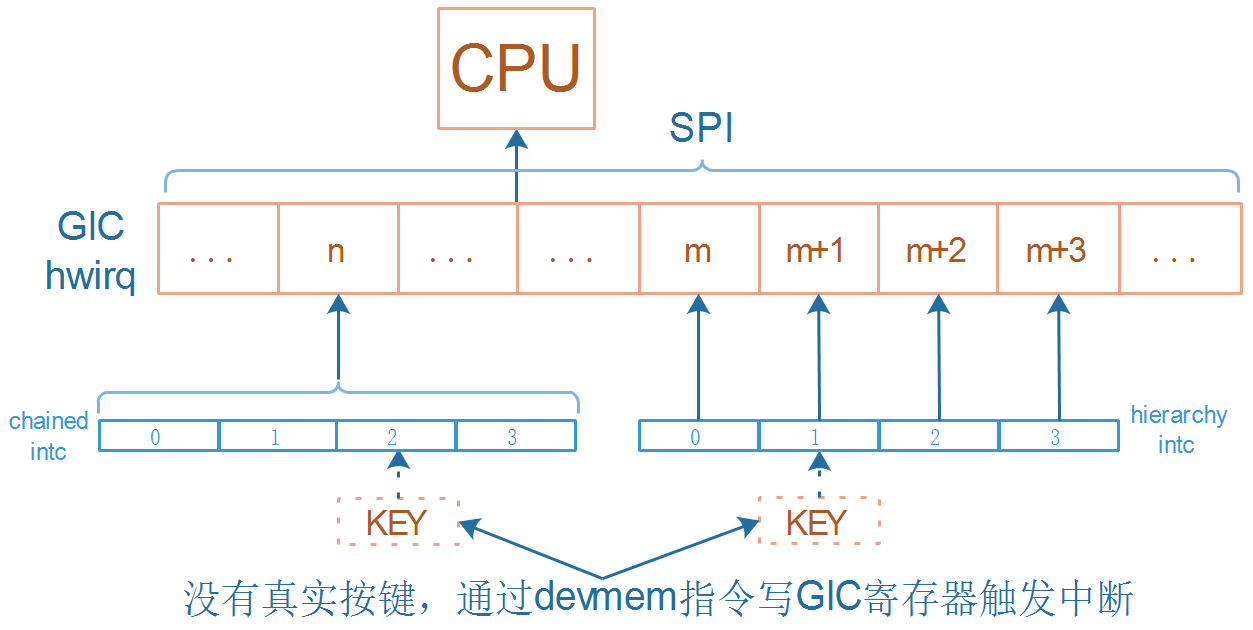 CPU
SPI
GIC
hwirq
... n ... ... m m+1 m+2 m+3 ...
chained
intc
0 1 2 3
0 1 2 3
hierarchy
intc
KEY
KEY
没有真实按键，通过devmem指令写GIC寄存器触发中断